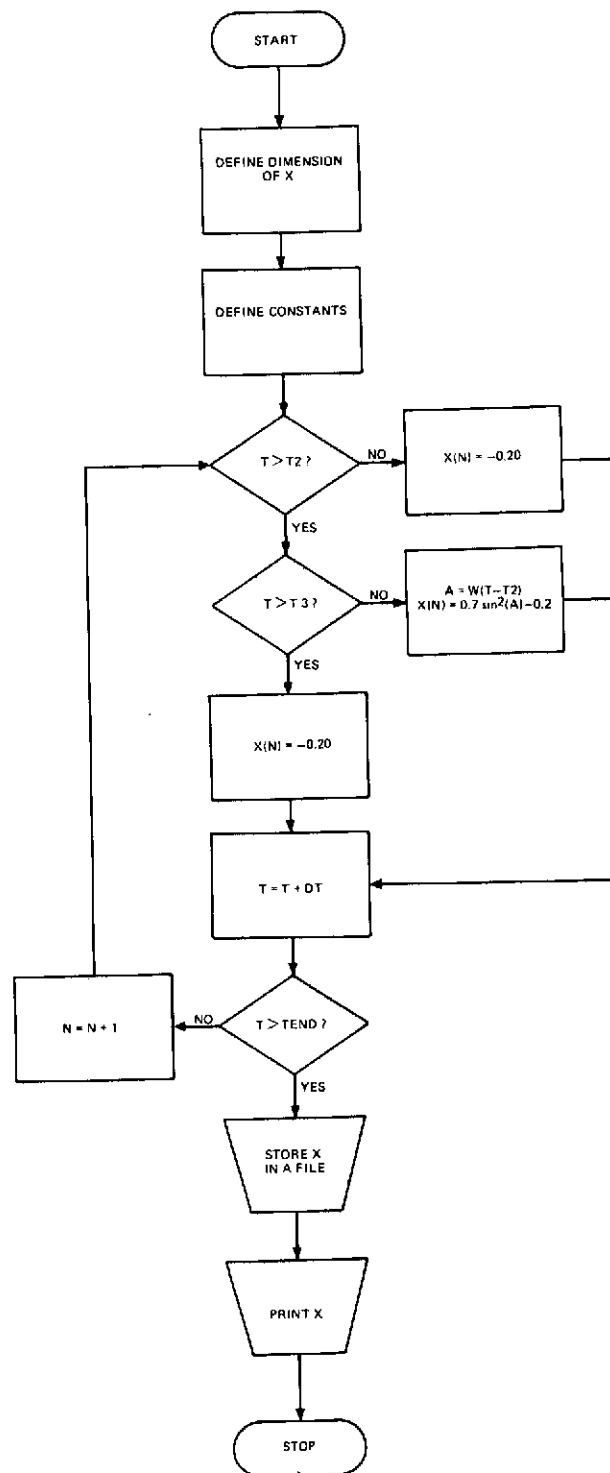 START
DEFINE DIMENSION
OF X
DEFINE CONSTANTS
T > T2 ?
NO
X(N) = −0.20
YES
T > T3 ?
NO
A = W(T−T2)
X(N) = 0.7 sin²(A)−0.2
YES
X(N) = −0.20
T = T + DT
T > TEND ?
NO
N = N + 1
YES
STORE X
IN A FILE
PRINT X
STOP